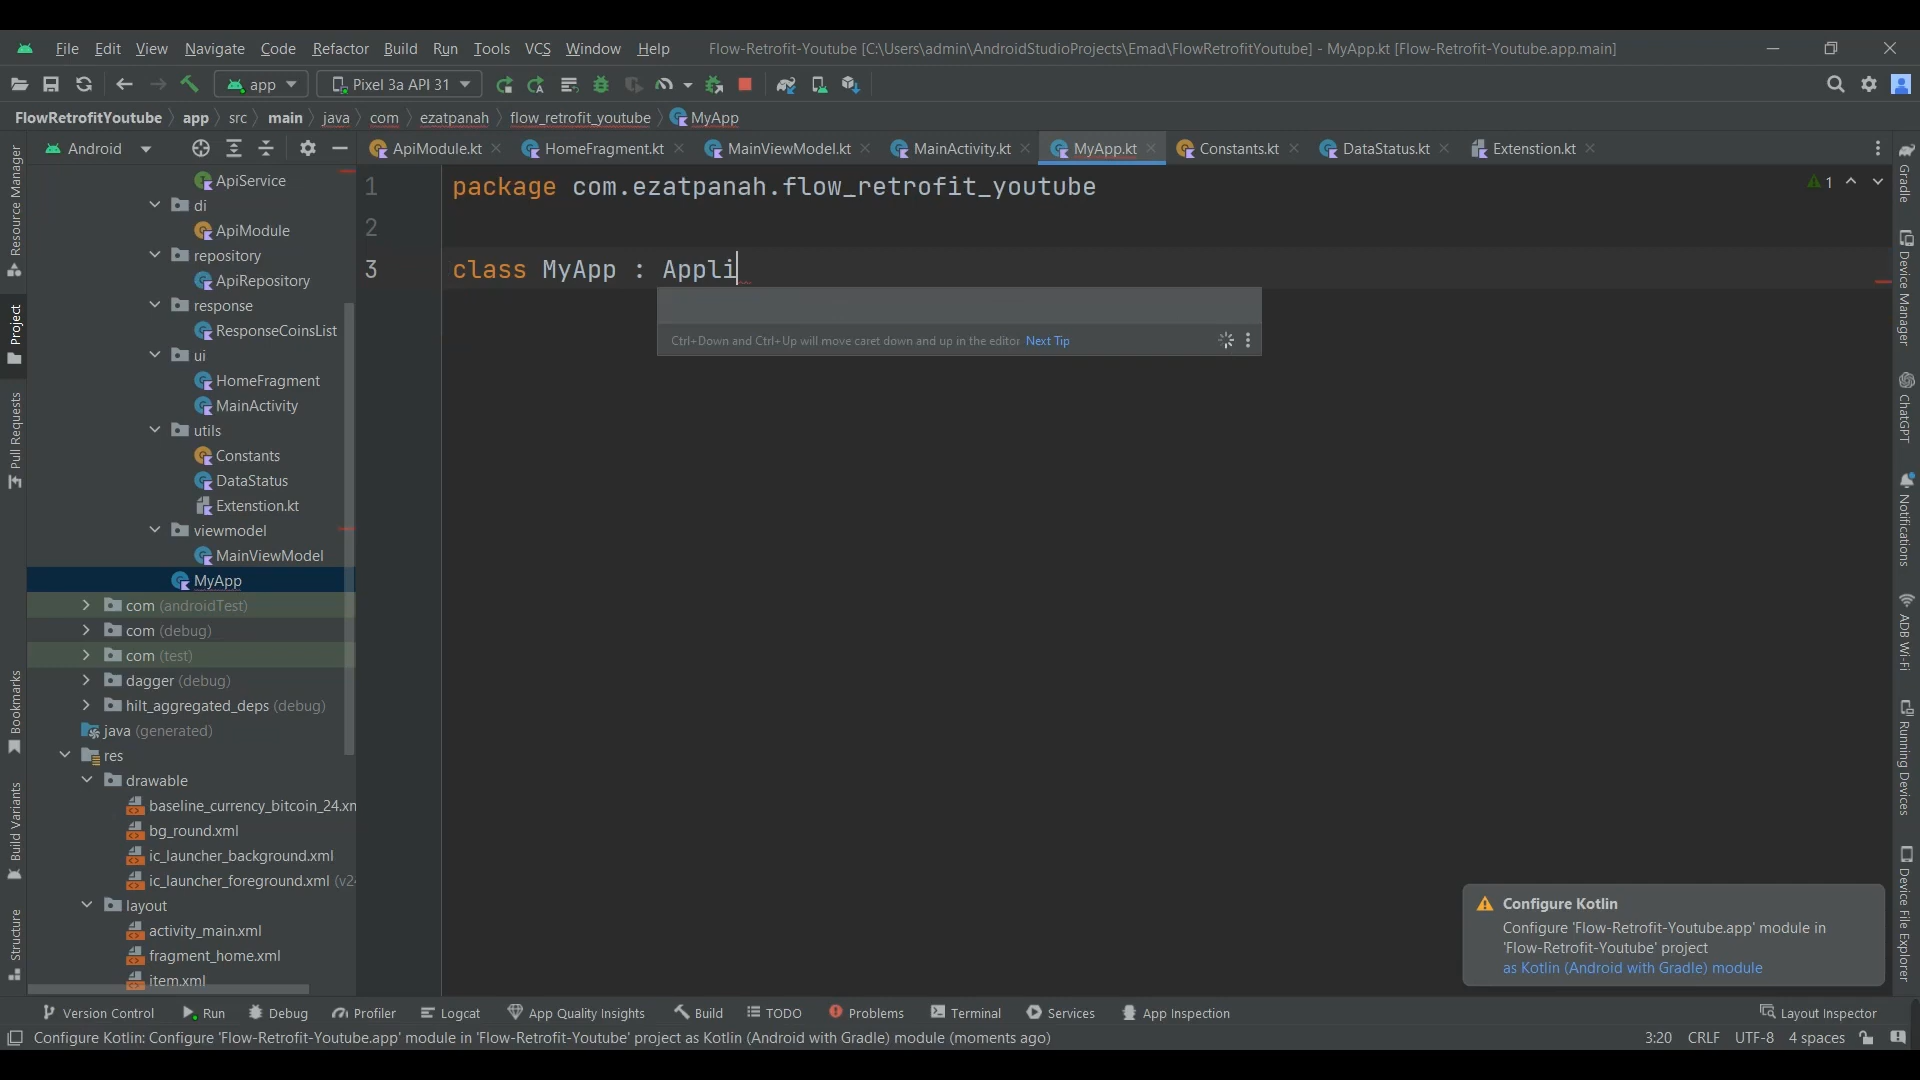 File Edit View Navigate Code Refactor Build Run Tools VCS Window Help Flow-Retrofit-Youtube [C:\Users\admin\AndroidStudioProjects\Emad\FlowRetrofitYoutube] - MyApp.kt [Flow-Retrofit-Youtube.app.main]
app Pixel 3a API 31
FlowRetrofitYoutube app src main java com ezatpanah flow_retrofit_youtube MyApp
Android
ApiModule.kt HomeFragment.kt MainViewModel.kt MainActivity.kt MyApp.kt Constants.kt DataStatus.kt Extenstion.kt
Resource Manager
Project
Pull Requests
Bookmarks
Build Variants
Structure
ApiService
di
ApiModule
repository
ApiRepository
response
ResponseCoinsList
ui
HomeFragment
MainActivity
utils
Constants
DataStatus
Extenstion.kt
viewmodel
MainViewModel
MyApp
com (androidTest)
com (debug)
com (test)
dagger (debug)
hilt_aggregated_deps (debug)
java (generated)
res
drawable
baseline_currency_bitcoin_24.xm
bg_round.xml
ic_launcher_background.xml
ic_launcher_foreground.xml (v24
layout
activity_main.xml
fragment_home.xml
item.xml
1 package com.ezatpanah.flow_retrofit_youtube
2
3 class MyApp : Appli
1
Ctrl+Down and Ctrl+Up will move caret down and up in the editor Next Tip
Gradle
Device Manager
ChatGPT
Notifications
ADB Wi-Fi
Running Devices
Device File Explorer
Configure Kotlin
Configure 'Flow-Retrofit-Youtube.app' module in
'Flow-Retrofit-Youtube' project
as Kotlin (Android with Gradle) module
Version Control Run Debug Profiler Logcat App Quality Insights Build TODO Problems Terminal Services App Inspection Layout Inspector
Configure Kotlin: Configure 'Flow-Retrofit-Youtube.app' module in 'Flow-Retrofit-Youtube' project as Kotlin (Android with Gradle) module (moments ago) 3:20 CRLF UTF-8 4 spaces